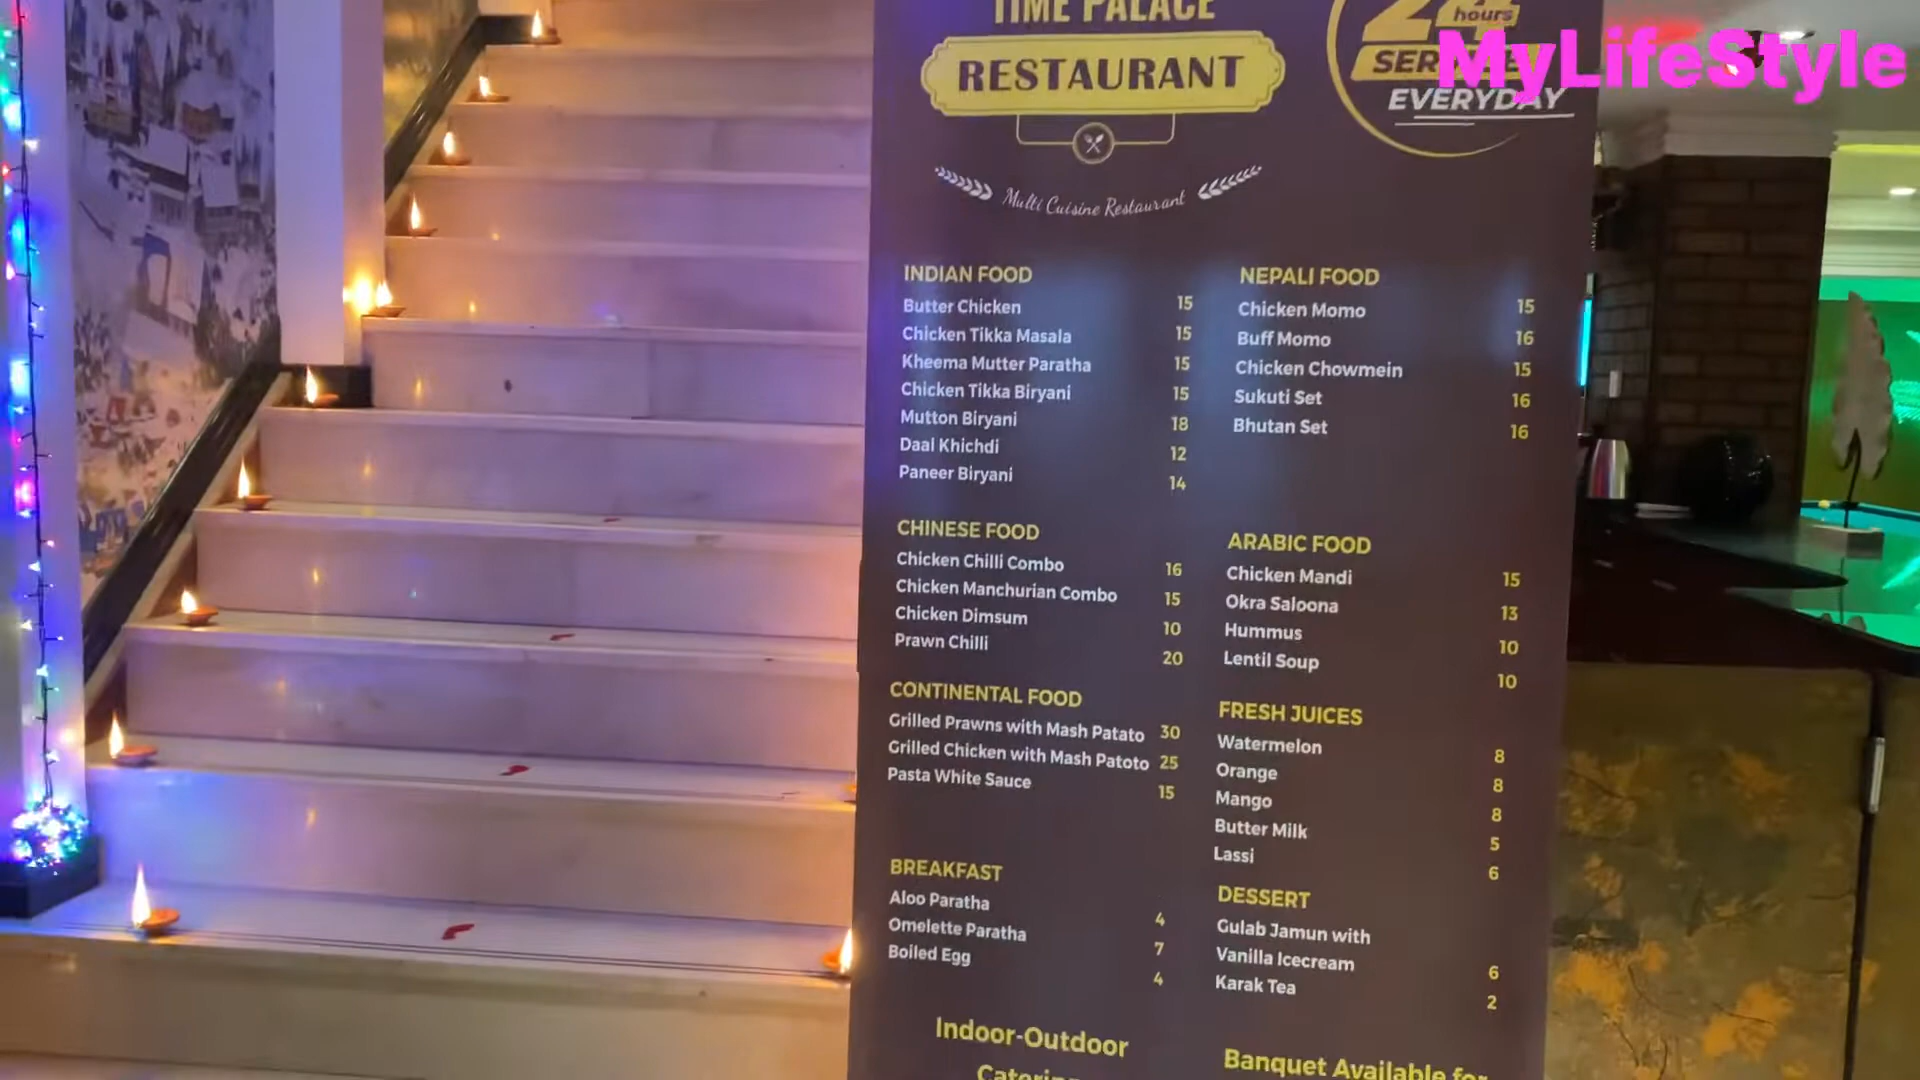 TIME PALACE
RESTAURANT
Multi Cuisine Restaurant
24 hours
SERVICE
EVERYDAY
MyLifeStyle
INDIAN FOOD
Butter Chicken 15
Chicken Tikka Masala 15
Kheema Mutter Paratha 15
Chicken Tikka Biryani 15
Mutton Biryani 18
Daal Khichdi 12
Paneer Biryani 14
CHINESE FOOD
Chicken Chilli Combo 16
Chicken Manchurian Combo 15
Chicken Dimsum 10
Prawn Chilli 20
CONTINENTAL FOOD
Grilled Prawns with Mash Patato 30
Grilled Chicken with Mash Patoto 25
Pasta White Sauce 15
BREAKFAST
Aloo Paratha 4
Omelette Paratha 7
Boiled Egg 4
Indoor-Outdoor
Catering
NEPALI FOOD
Chicken Momo 15
Buff Momo 16
Chicken Chowmein 15
Sukuti Set 16
Bhutan Set 16
ARABIC FOOD
Chicken Mandi 15
Okra Saloona 13
Hummus 10
Lentil Soup 10
FRESH JUICES
Watermelon 8
Orange 8
Mango 8
Butter Milk 5
Lassi 6
DESSERT
Gulab Jamun with
Vanilla Icecream 6
Karak Tea 2
Banquet Available for